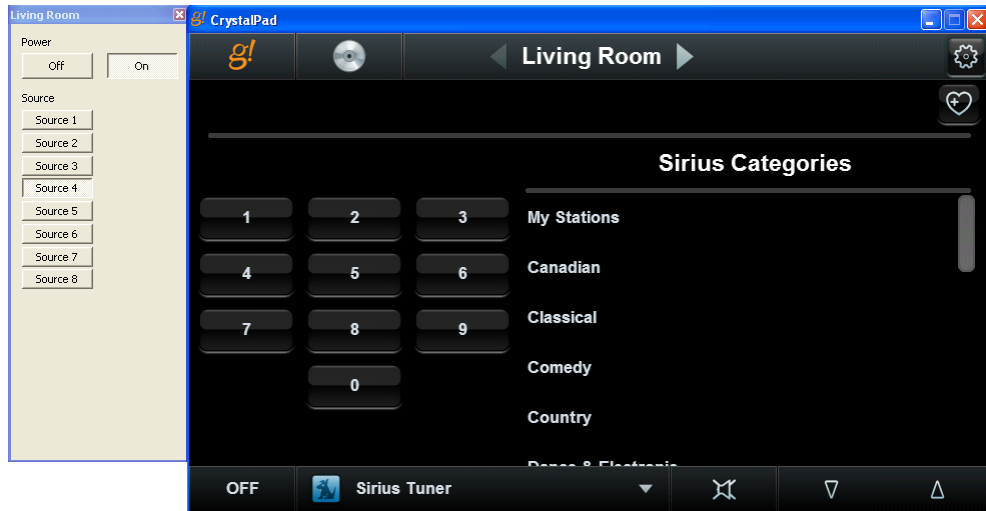 Living Room
Power
Off On
Source
Source 1
Source 2
Source 3
Source 4
Source 5
Source 6
Source 7
Source 8
g! CrystalPad
g! Living Room
Sirius Categories
1 2 3
4 5 6
7 8 9
0
My Stations
Canadian
Classical
Comedy
Country
Dance & Electronic
OFF Sirius Tuner